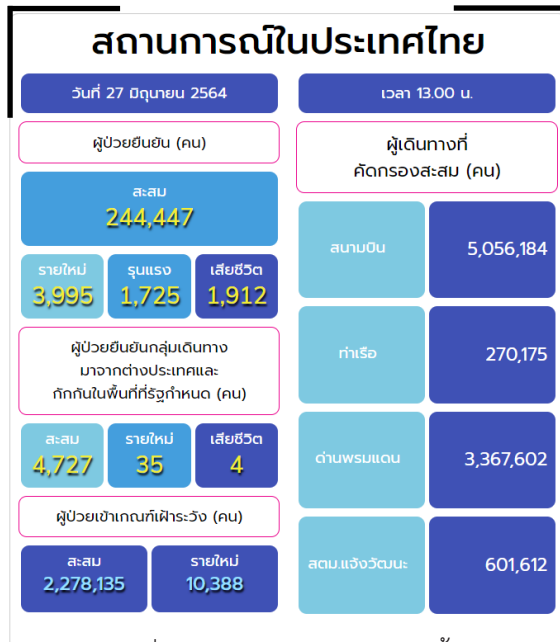 สถานการณ์ในประเทศไทย
วันที่ 27 มิถุนายน 2564
เวลา 13.00 น.
ผู้ป่วยยืนยัน (คน)
สะสม
244,447
รายใหม่
3,995
รุนแรง
1,725
เสียชีวิต
1,912
ผู้ป่วยยืนยันกลุ่มเดินทาง
มาจากต่างประเทศและ
กักกันในพื้นที่ที่รัฐกำหนด (คน)
สะสม
4,727
รายใหม่
35
เสียชีวิต
4
ผู้ป่วยเข้าเกณฑ์เฝ้าระวัง (คน)
สะสม
2,278,135
รายใหม่
10,388
ผู้เดินทางที่
คัดกรองสะสม (คน)
สนามบิน
5,056,184
ท่าเรือ
270,175
ด่านพรมแดน
3,367,602
สตม.แจ้งวัฒนะ
601,612